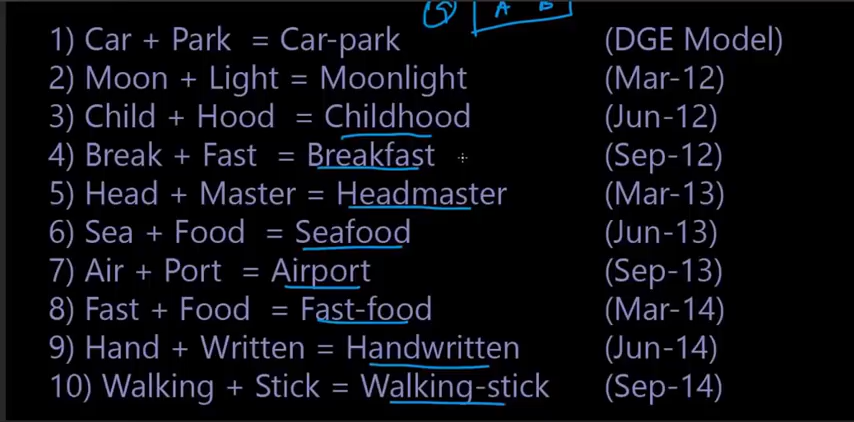 5 A B
1) Car + Park = Car-park (DGE Model)
2) Moon + Light = Moonlight (Mar-12)
3) Child + Hood = Childhood (Jun-12)
4) Break + Fast = Breakfast (Sep-12)
5) Head + Master = Headmaster (Mar-13)
6) Sea + Food = Seafood (Jun-13)
7) Air + Port = Airport (Sep-13)
8) Fast + Food = Fast-food (Mar-14)
9) Hand + Written = Handwritten (Jun-14)
10) Walking + Stick = Walking-stick (Sep-14)